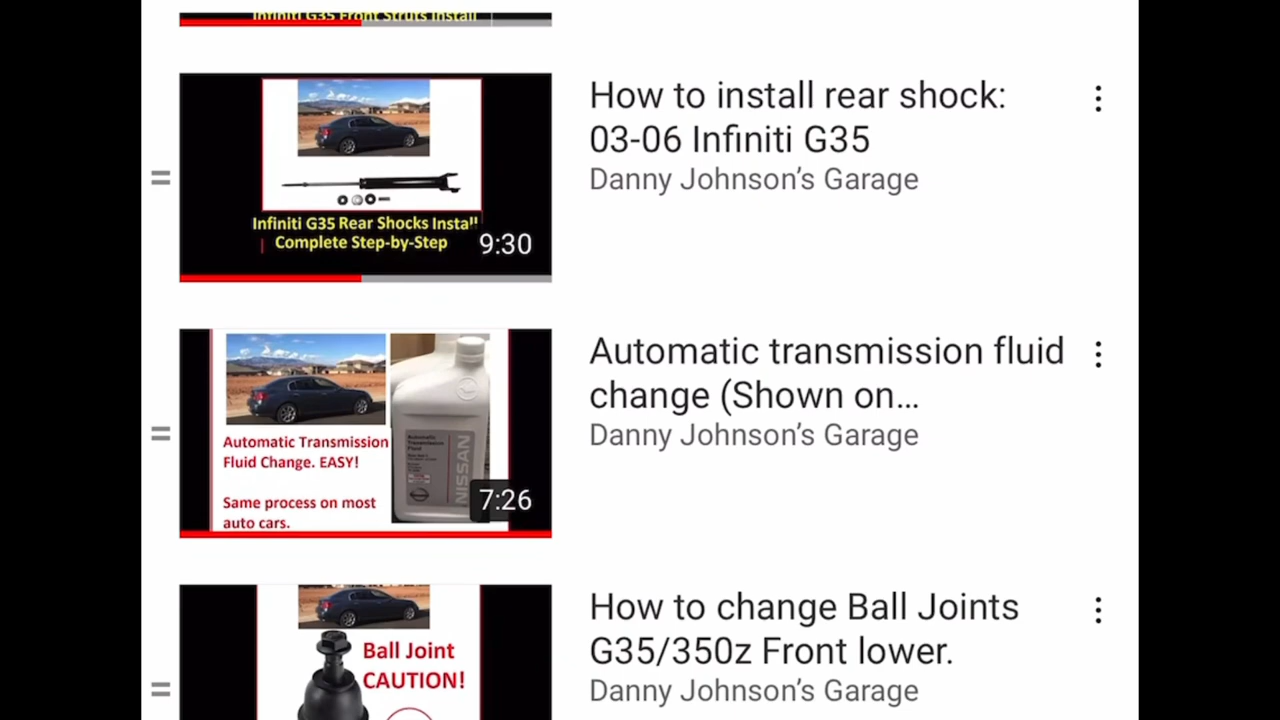 Infiniti G35 Front Struts Install
How to install rear shock:
03-06 Infiniti G35
Danny Johnson’s Garage
Infiniti G35 Rear Shocks Install
Complete Step-by-Step
9:30
Automatic transmission fluid
change (Shown on...
Danny Johnson’s Garage
Automatic Transmission
Fluid Change. EASY!
Same process on most
auto cars.
Automatic
Transmission
Fluid
NISSAN
7:26
How to change Ball Joints
G35/350z Front lower.
Danny Johnson’s Garage
Ball Joint
CAUTION!